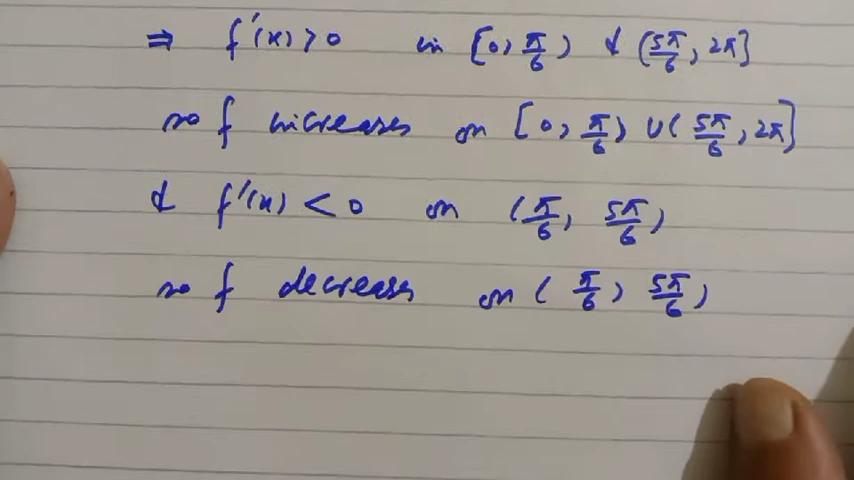 ⇒ f'(x) > 0 in [0, π/6) & (5π/6, 2π]
so f increases on [0, π/6) ∪ (5π/6, 2π]
& f'(x) < 0 on (π/6, 5π/6)
so f decreases on (π/6, 5π/6)